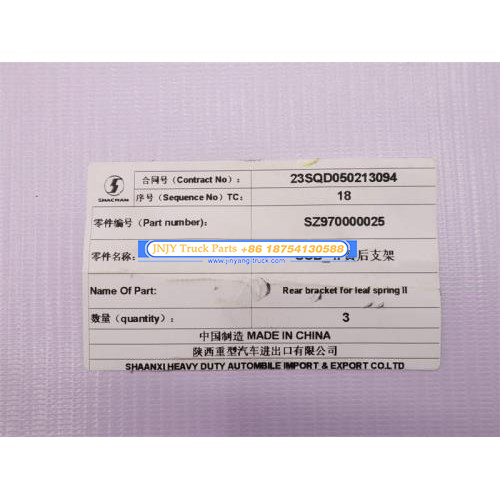 合同号（Contract No）： 23SQD050213094
SHACMAN 序号（Sequence No）TC： 18
零件编号（Part number）： SZ970000025
JNJY Truck Parts +86 18754130588
零件名称： 后支架
www.jinyang-truck.com
Name Of Part: Rear bracket for leaf spring II
数量（quantity）： 3
中国制造 MADE IN CHINA
陕西重型汽车进出口有限公司
SHAANXI HEAVY DUTY AUTOMBILE IMPORT & EXPORT CO.LTD